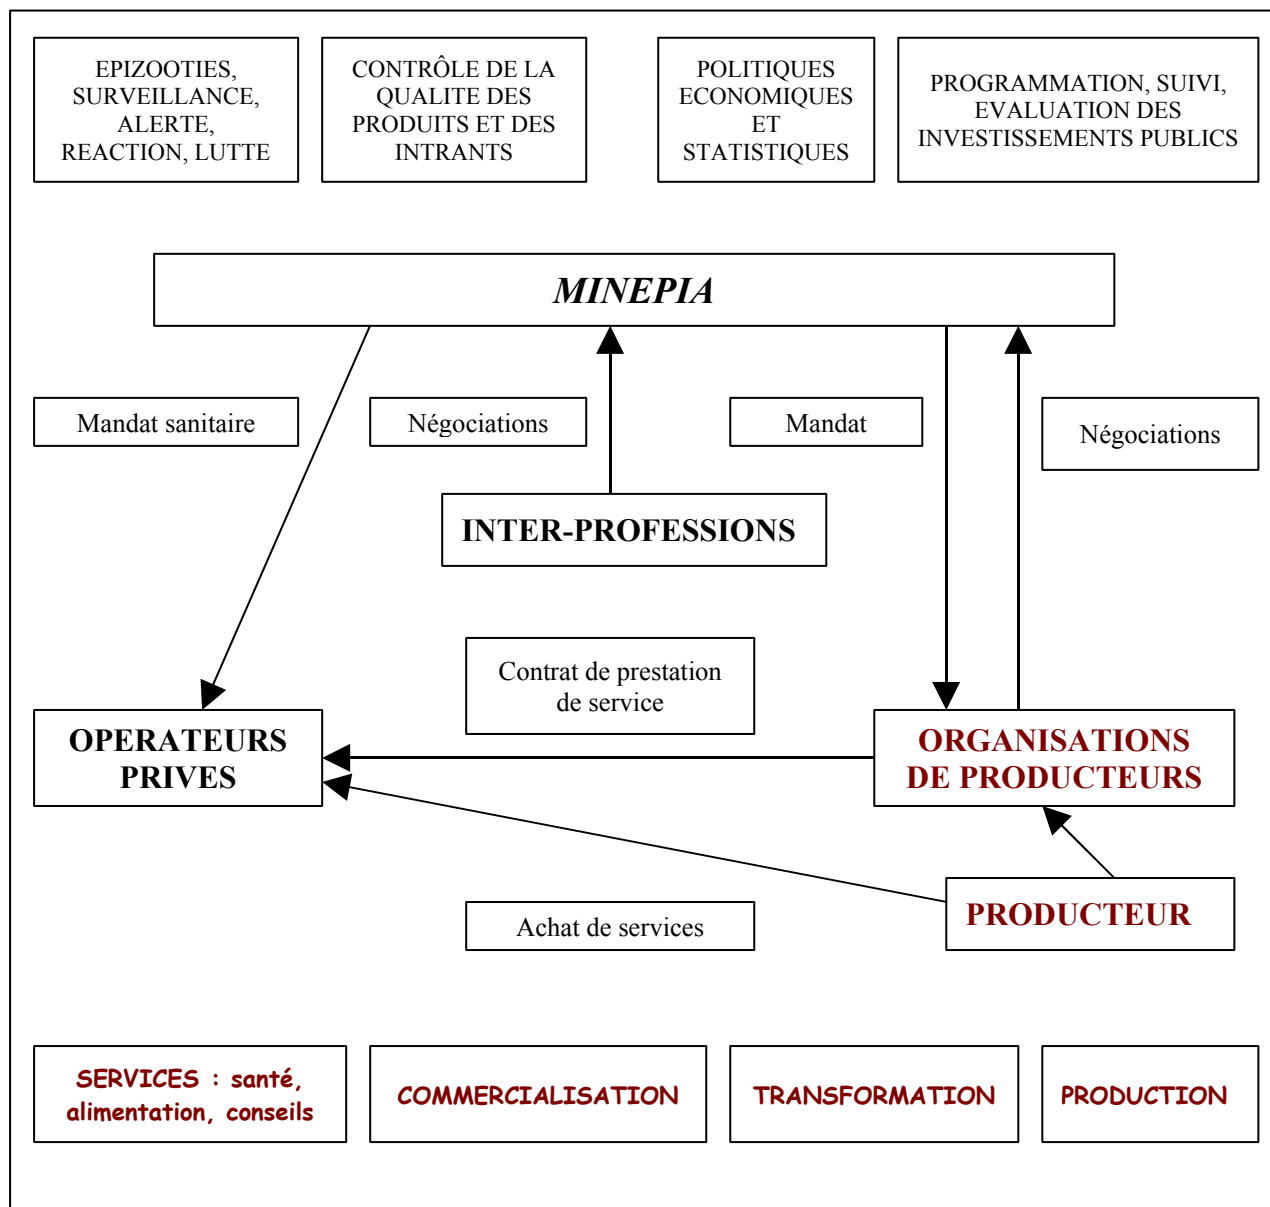 EPIZOOTIES,
SURVEILLANCE,
ALERTE,
REACTION, LUTTE
CONTRÔLE DE LA
QUALITE DES
PRODUITS ET DES
INTRANTS
POLITIQUES
ECONOMIQUES
ET
STATISTIQUES
PROGRAMMATION, SUIVI,
EVALUATION DES
INVESTISSEMENTS PUBLICS
MINEPIA
Mandat sanitaire
Négociations
Mandat
Négociations
INTER-PROFESSIONS
Contrat de prestation
de service
OPERATEURS
PRIVES
ORGANISATIONS
DE PRODUCTEURS
PRODUCTEUR
Achat de services
SERVICES : santé,
alimentation, conseils
COMMERCIALISATION
TRANSFORMATION
PRODUCTION